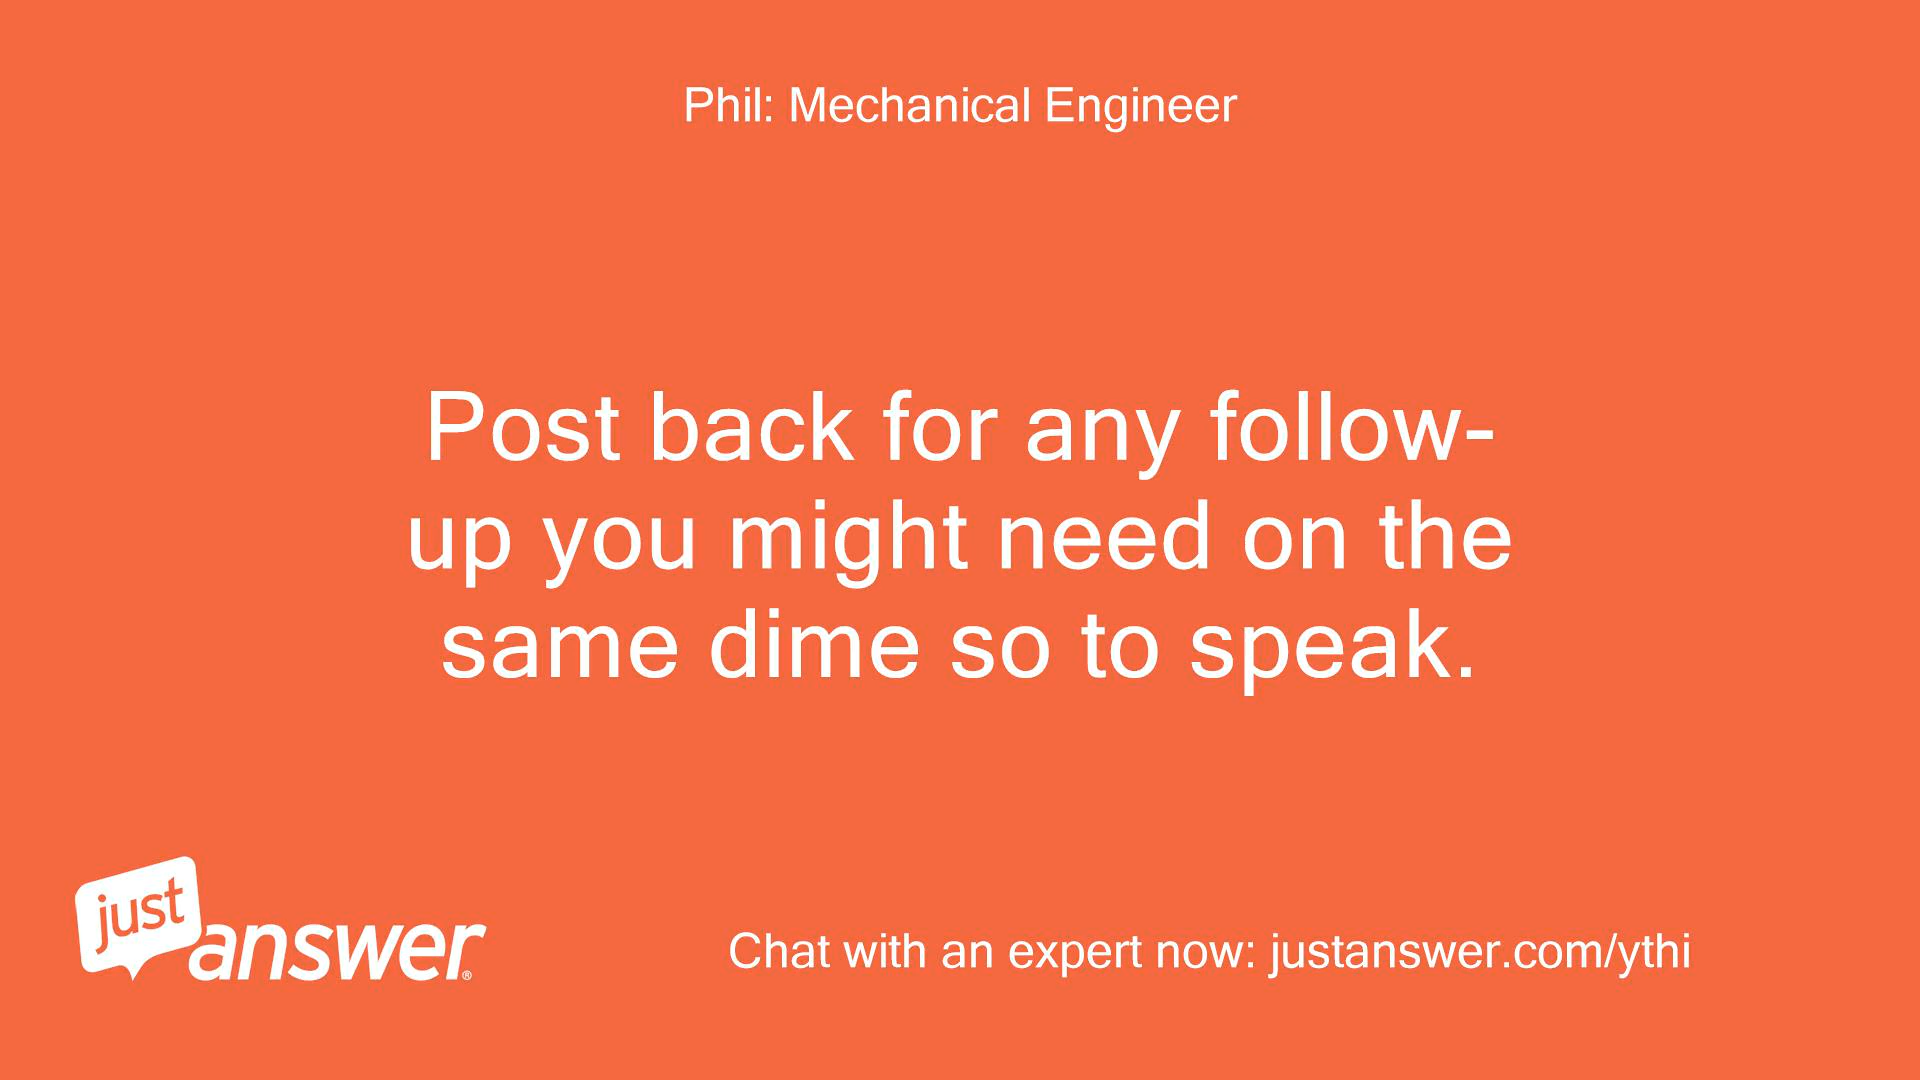 Phil: Mechanical Engineer
Post back for any follow-
up you might need on the
same dime so to speak.
just
answer®
Chat with an expert now: justanswer.com/ythi